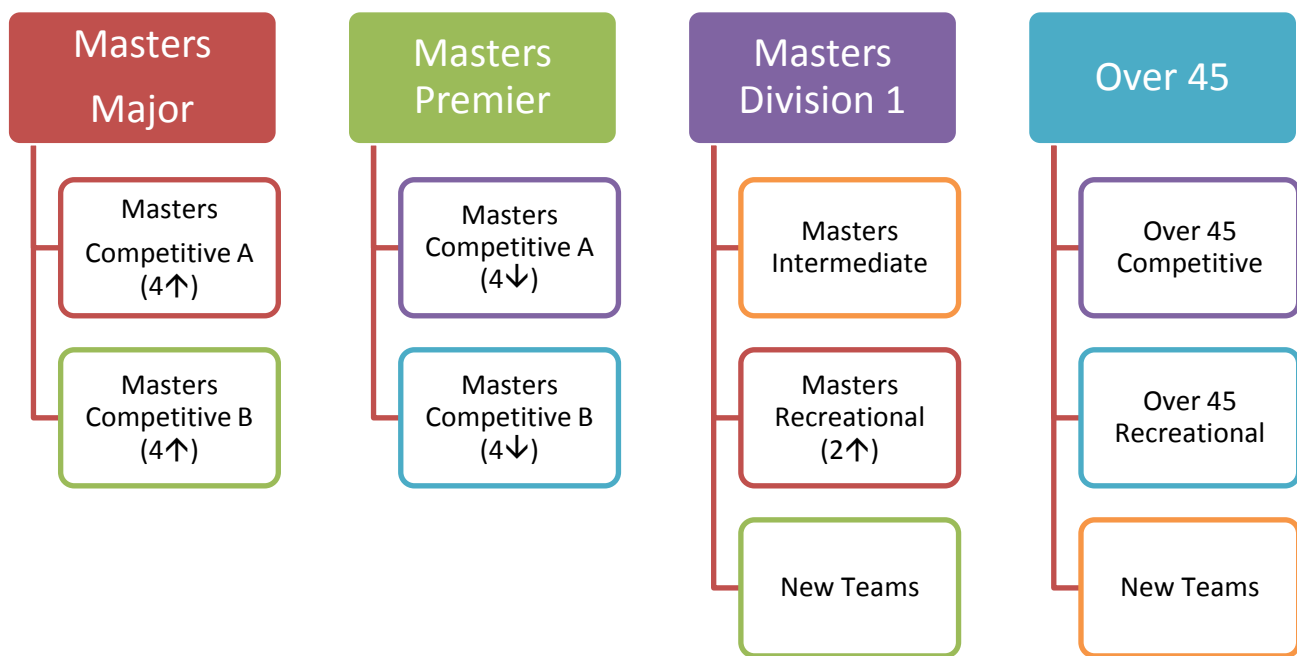 Masters
Major
Masters
Competitive A
(4↑)
Masters
Competitive B
(4↑)
Masters
Premier
Masters
Competitive A
(4↓)
Masters
Competitive B
(4↓)
Masters
Division 1
Masters
Intermediate
Masters
Recreational
(2↑)
New Teams
Over 45
Over 45
Competitive
Over 45
Recreational
New Teams